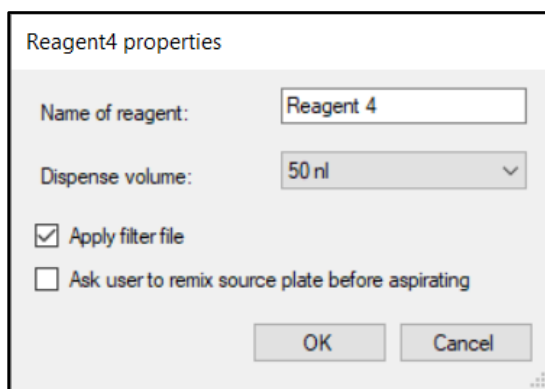 Reagent4 properties
Name of reagent: Reagent 4
Dispense volume: 50 nl
Apply filter file
Ask user to remix source plate before aspirating
OK Cancel